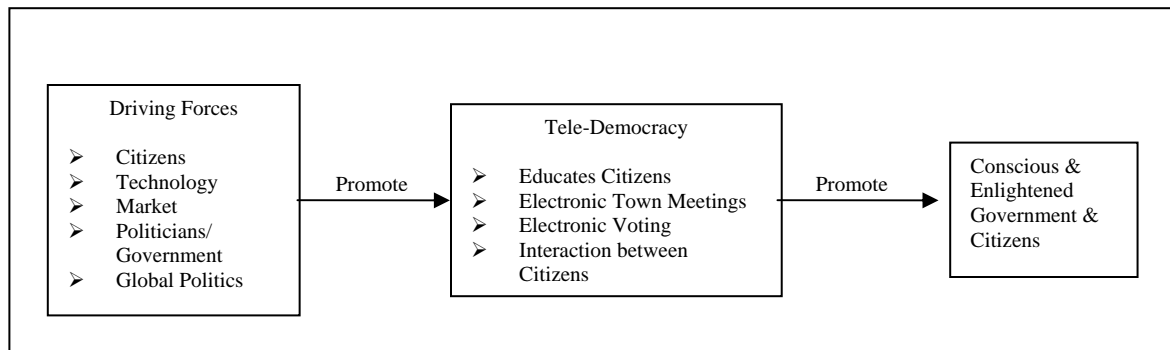 Driving Forces
➢ Citizens
➢ Technology
➢ Market
➢ Politicians/
Government
➢ Global Politics
Promote
Tele-Democracy
➢ Educates Citizens
➢ Electronic Town Meetings
➢ Electronic Voting
➢ Interaction between
Citizens
Promote
Conscious &
Enlightened
Government &
Citizens